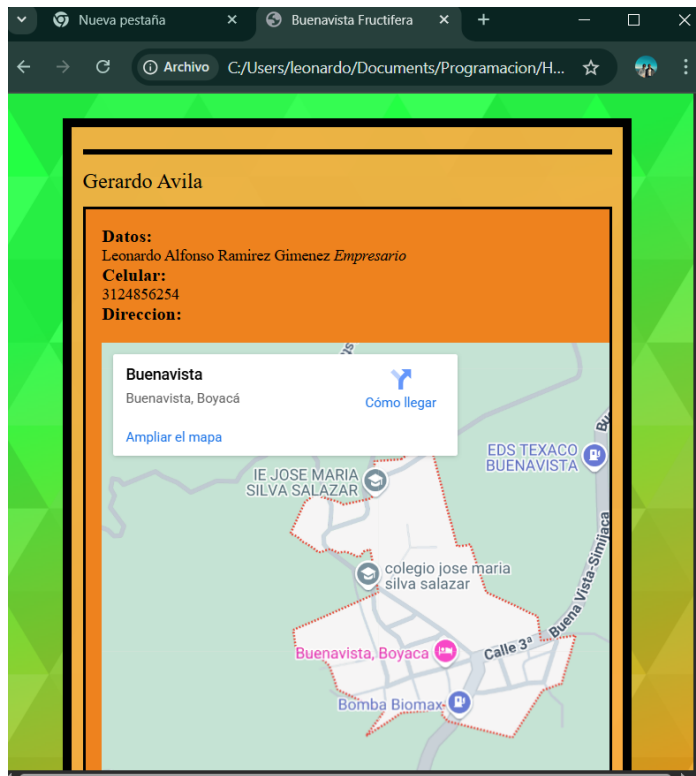 Nueva pestaña
Buenavista Fructifera
Archivo C:/Users/leonardo/Documents/Programacion/H...
Gerardo Avila
Datos:
Leonardo Alfonso Ramirez Gimenez Empresario
Celular:
3124856254
Direccion:
Buenavista
Buenavista, Boyacá
Cómo llegar
Ampliar el mapa
EDS TEXACO
BUENAVISTA
IE JOSE MARIA
SILVA SALAZAR
colegio jose maria
silva salazar
Buena Vista-Simijaca
Calle 3ª
Buenavista, Boyaca
Bomba Biomax